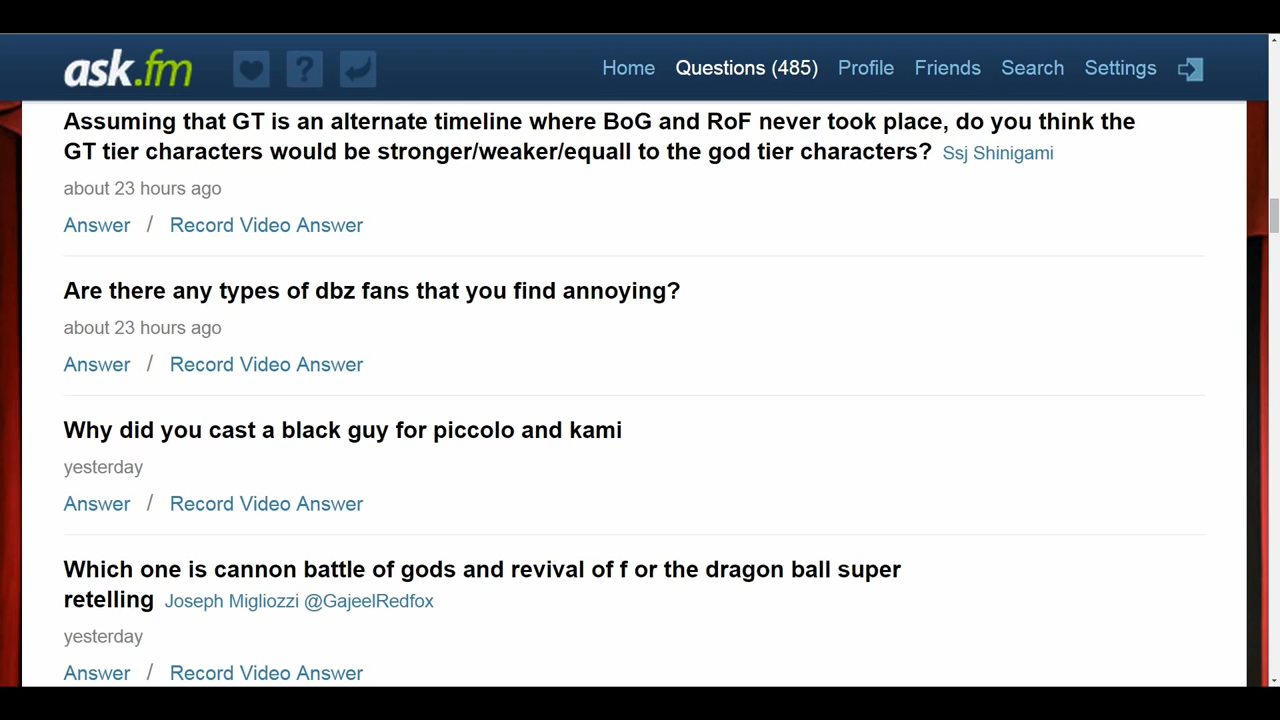 ask.fm ? Home Questions (485) Profile Friends Search Settings
Assuming that GT is an alternate timeline where BoG and RoF never took place, do you think the
GT tier characters would be stronger/weaker/equall to the god tier characters? Ssj Shinigami
about 23 hours ago
Answer / Record Video Answer
Are there any types of dbz fans that you find annoying?
about 23 hours ago
Answer / Record Video Answer
Why did you cast a black guy for piccolo and kami
yesterday
Answer / Record Video Answer
Which one is cannon battle of gods and revival of f or the dragon ball super
retelling Joseph Migliozzi @GajeelRedfox
yesterday
Answer / Record Video Answer